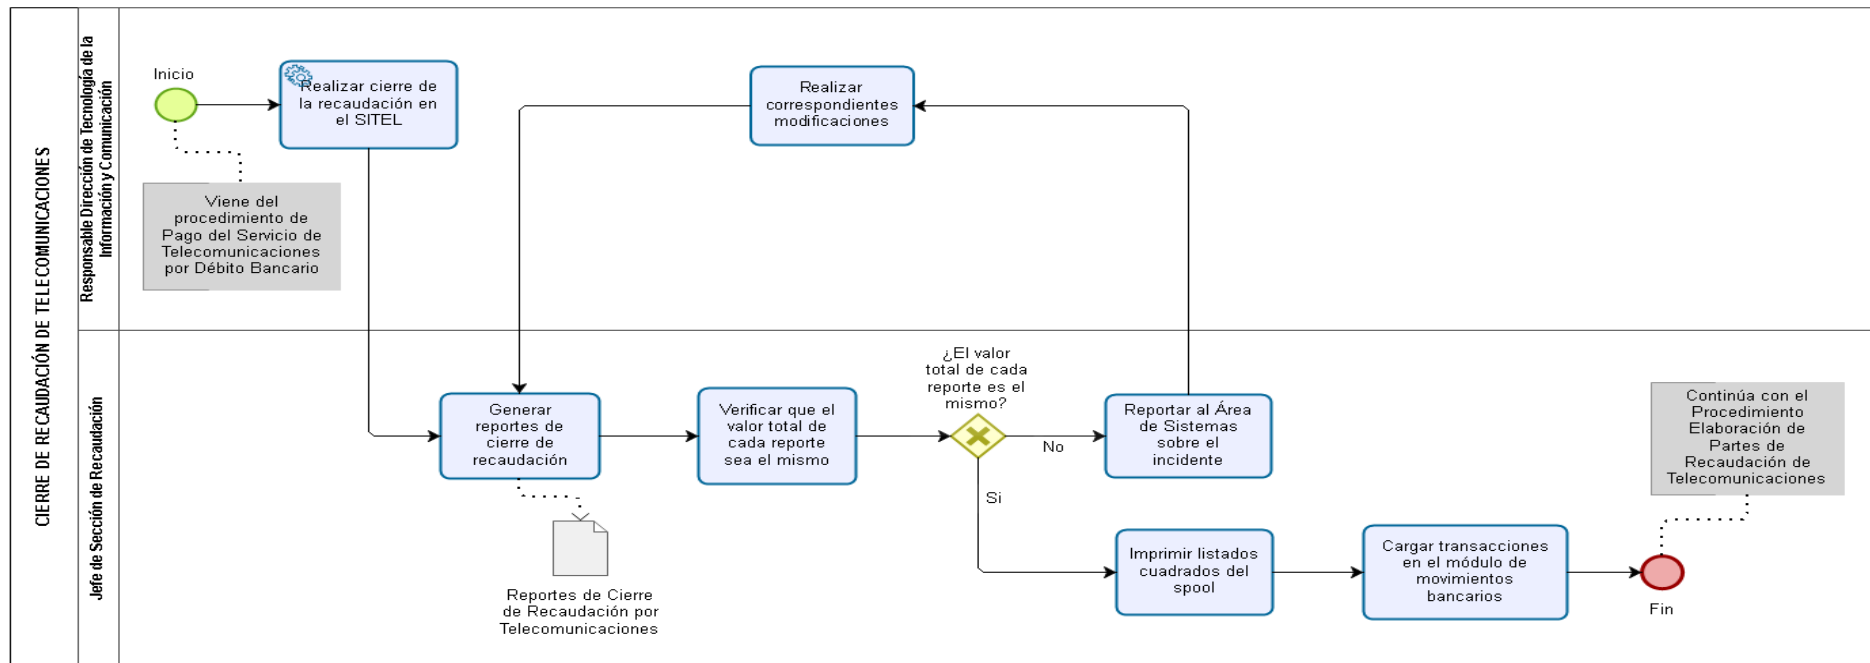 CIERRE DE RECAUDACIÓN DE TELECOMUNICACIONES
Responsable Dirección de Tecnología de la
Información y Comunicación
Inicio
Realizar cierre de
la recaudación en
el SITEL
Realizar
correspondientes
modificaciones
Viene del
procedimiento de
Pago del Servicio de
Telecomunicaciones
por Débito Bancario
Jefe de Sección de Recaudación
Generar
reportes de
cierre de
recaudación
Verificar que el
valor total de
cada reporte
sea el mismo
¿El valor
total de cada
reporte es el
mismo?
No
Reportar al Área
de Sistemas
sobre el
incidente
Continúa con el
Procedimiento
Elaboración de
Partes de
Recaudación de
Telecomunicaciones
Si
Reportes de Cierre
de Recaudación por
Telecomunicaciones
Imprimir listados
cuadrados del
spool
Cargar transacciones
en el módulo de
movimientos
bancarios
Fin